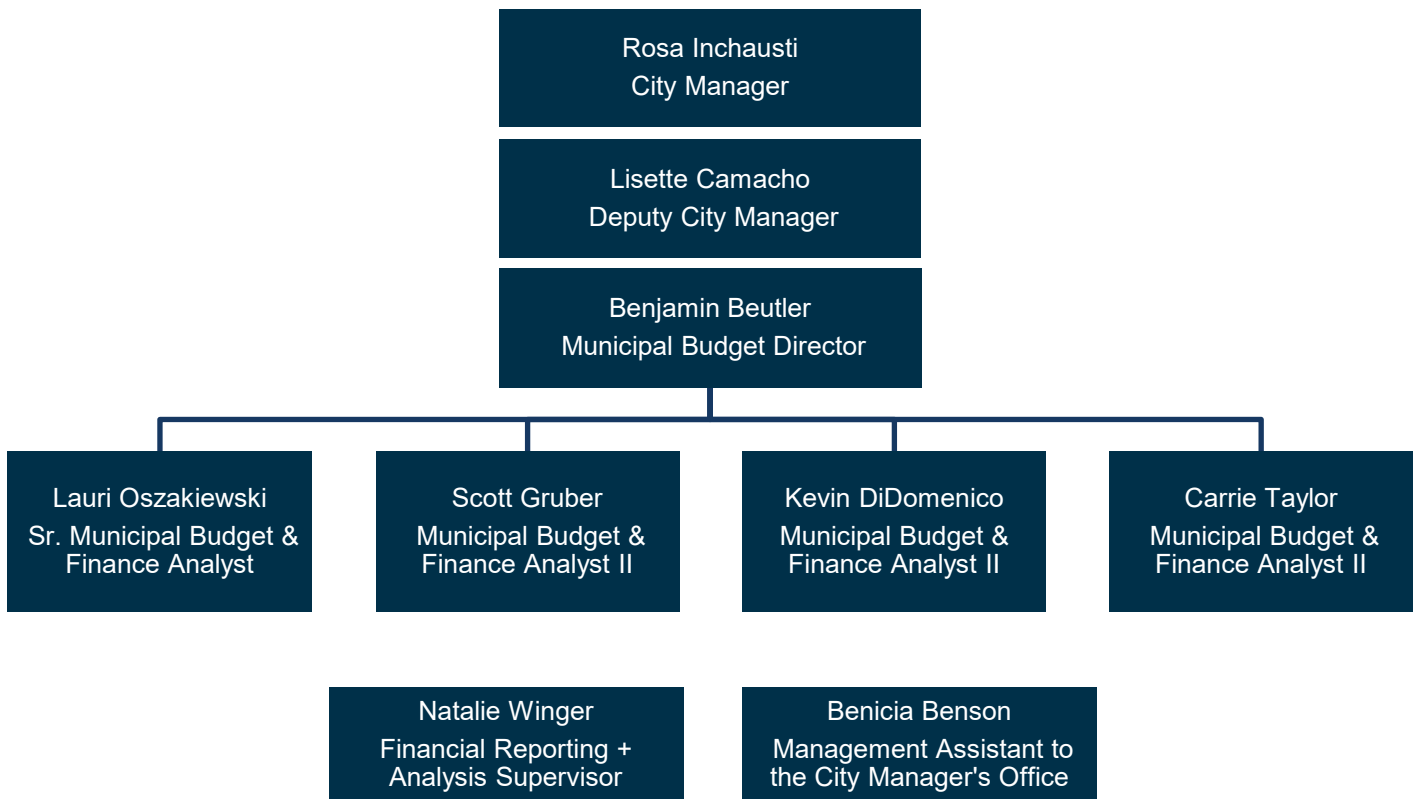 Rosa Inchausti
City Manager
Lisette Camacho
Deputy City Manager
Benjamin Beutler
Municipal Budget Director
Lauri Oszakiewski
Sr. Municipal Budget &
Finance Analyst
Scott Gruber
Municipal Budget &
Finance Analyst II
Kevin DiDomenico
Municipal Budget &
Finance Analyst II
Carrie Taylor
Municipal Budget &
Finance Analyst II
Natalie Winger
Financial Reporting +
Analysis Supervisor
Benicia Benson
Management Assistant to
the City Manager's Office